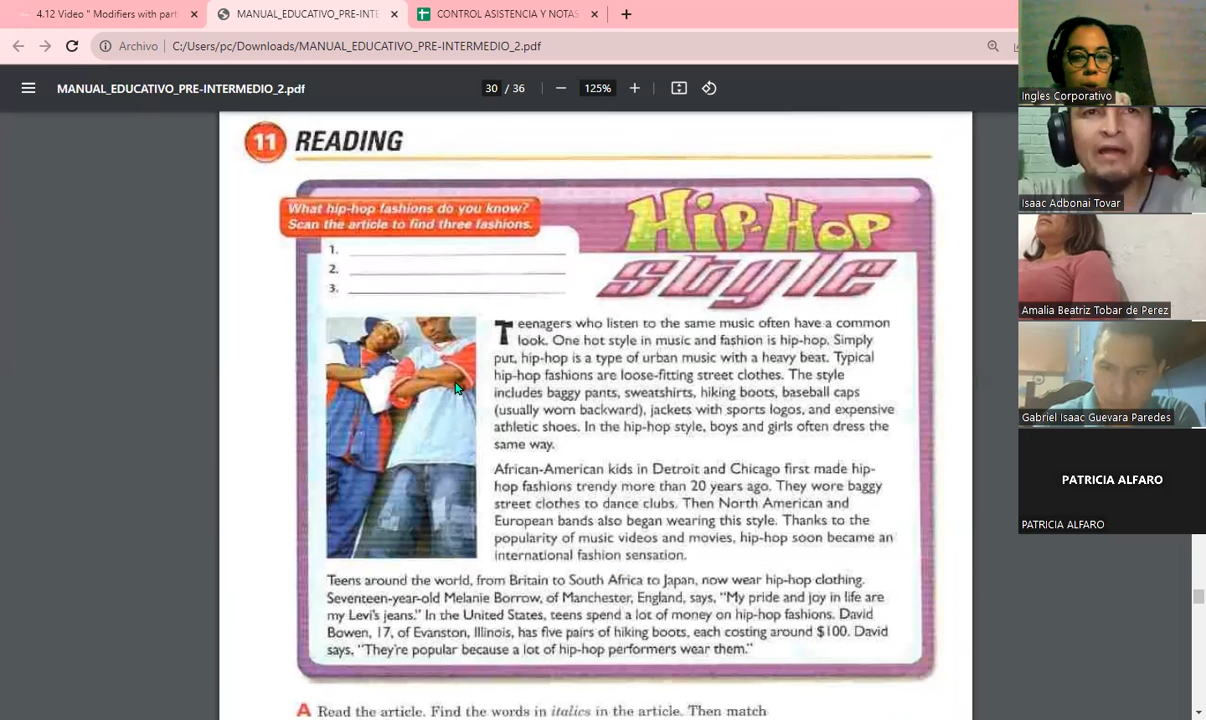 4.12 Video " Modifiers with part
MANUAL_EDUCATIVO_PRE-INTE
CONTROL ASISTENCIA Y NOTAS
Archivo
C:/Users/pc/Downloads/MANUAL_EDUCATIVO_PRE-INTERMEDIO_2.pdf
MANUAL_EDUCATIVO_PRE-INTERMEDIO_2.pdf
30 / 36
125%
11 READING
What hip-hop fashions do you know?
Scan the article to find three fashions.
1.
2.
3.
HIP-HOP
style
Teenagers who listen to the same music often have a common
look. One hot style in music and fashion is hip-hop. Simply
put, hip-hop is a type of urban music with a heavy beat. Typical
hip-hop fashions are loose-fitting street clothes. The style
includes baggy pants, sweatshirts, hiking boots, baseball caps
(usually worn backward), jackets with sports logos, and expensive
athletic shoes. In the hip-hop style, boys and girls often dress the
same way.
African-American kids in Detroit and Chicago first made hip-
hop fashions trendy more than 20 years ago. They wore baggy
street clothes to dance clubs. Then North American and
European bands also began wearing this style. Thanks to the
popularity of music videos and movies, hip-hop soon became an
international fashion sensation.
Teens around the world, from Britain to South Africa to Japan, now wear hip-hop clothing.
Seventeen-year-old Melanie Borrow, of Manchester, England, says, "My pride and joy in life are
my Levi's jeans." In the United States, teens spend a lot of money on hip-hop fashions. David
Bowen, 17, of Evanston, Illinois, has five pairs of hiking boots, each costing around $100. David
says, "They're popular because a lot of hip-hop performers wear them."
A Read the article. Find the words in italics in the article. Then match
Ingles Corporativo
Isaac Adbonai Tovar
Amalia Beatriz Tobar de Perez
Gabriel Isaac Guevara Paredes
PATRICIA ALFARO
PATRICIA ALFARO